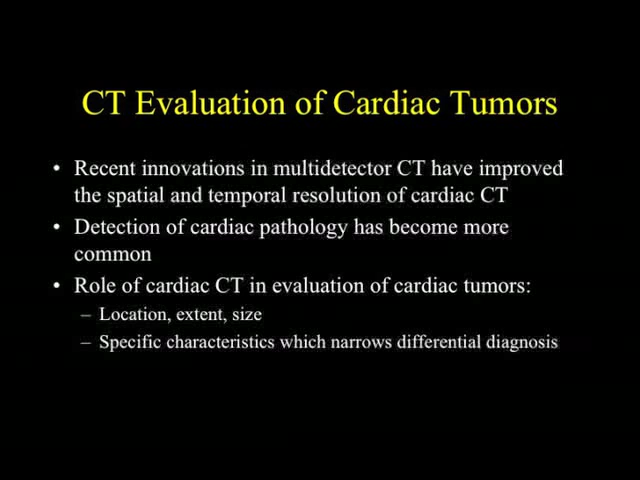 CT Evaluation of Cardiac Tumors
• Recent innovations in multidetector CT have improved
the spatial and temporal resolution of cardiac CT
• Detection of cardiac pathology has become more
common
• Role of cardiac CT in evaluation of cardiac tumors:
– Location, extent, size
– Specific characteristics which narrows differential diagnosis